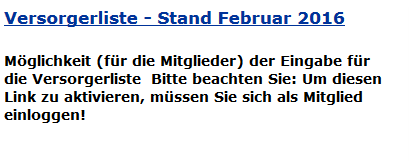 Versorgerliste - Stand Februar 2016
Möglichkeit (für die Mitglieder) der Eingabe für
die Versorgerliste  Bitte beachten Sie: Um diesen
Link zu aktivieren, müssen Sie sich als Mitglied
einloggen!